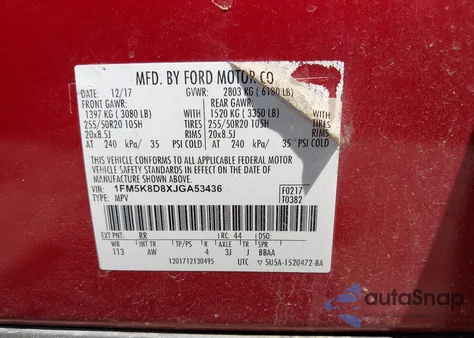 MFD. BY FORD MOTOR CO
DATE: 12/17 GVWR: 2803 KG ( 6180 LB)
FRONT GAWR: REAR GAWR:
1397 KG ( 3080 LB) 1520 KG ( 3350 LB)
255/50R20 105H TIRES 255/50R20 105H TIRES
20x8.5J RIMS 20x8.5J RIMS
AT 240 kPa/ 35 PSI COLD AT 240 kPa/ 35 PSI COLD
THIS VEHICLE CONFORMS TO ALL APPLICABLE FEDERAL MOTOR
VEHICLE SAFETY STANDARDS IN EFFECT ON THE DATE OF
MANUFACTURE SHOWN ABOVE.
VIN: 1FM5K8D8XJGA53436 F0217
TYPE: MPV T0382
EXT PNT: RR RC: 44 DSO:
WB INT TR TP/PS R AXLE TR SPR
113 AW 4 3J J BBAA
1201712130495 UTC 5U5A-1520472-BA
autoSnap